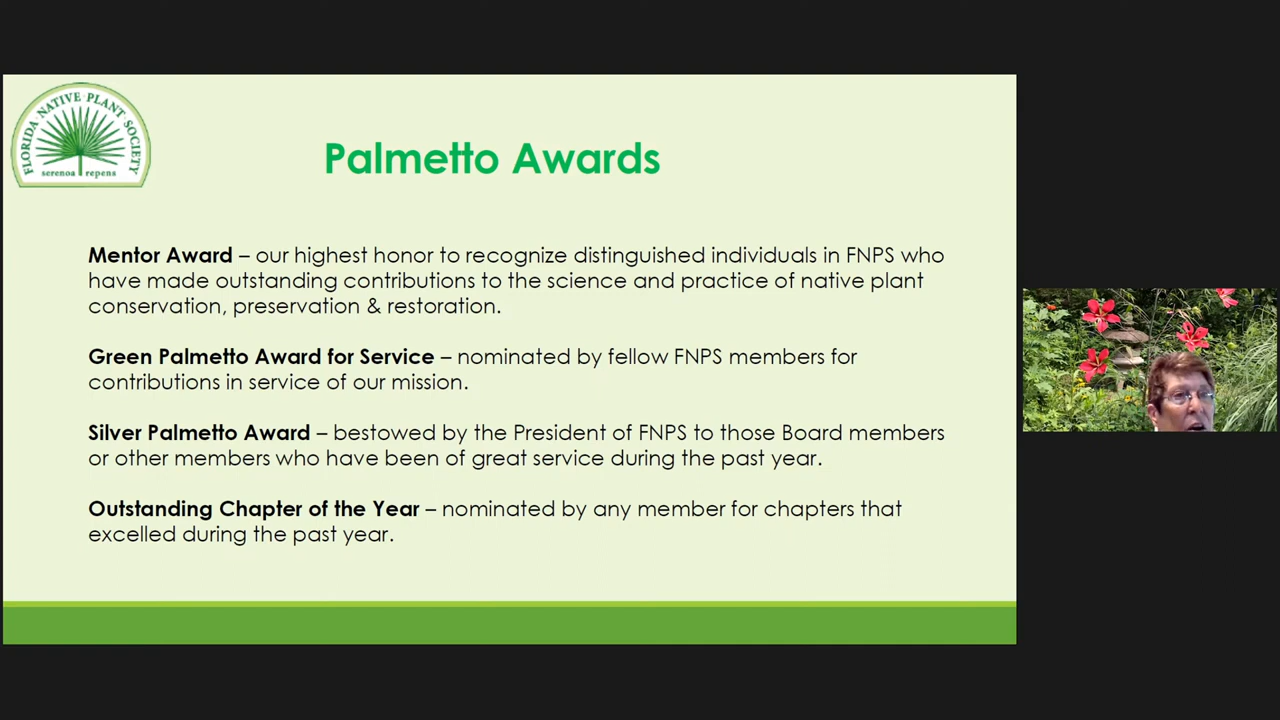 FLORIDA NATIVE PLANT SOCIETY
serenoa repens
Palmetto Awards
Mentor Award – our highest honor to recognize distinguished individuals in FNPS who
have made outstanding contributions to the science and practice of native plant
conservation, preservation & restoration.
Green Palmetto Award for Service – nominated by fellow FNPS members for
contributions in service of our mission.
Silver Palmetto Award – bestowed by the President of FNPS to those Board members
or other members who have been of great service during the past year.
Outstanding Chapter of the Year – nominated by any member for chapters that
excelled during the past year.